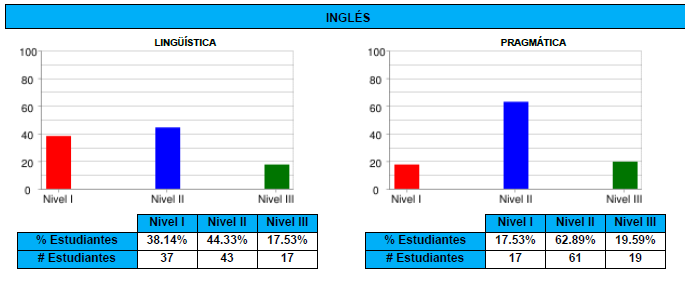 INGLÉS
LINGÜÍSTICA
100
80
60
40
20
0
Nivel I Nivel II Nivel III
Nivel I Nivel II Nivel III
% Estudiantes 38.14% 44.33% 17.53%
# Estudiantes 37 43 17
PRAGMÁTICA
100
80
60
40
20
0
Nivel I Nivel II Nivel III
Nivel I Nivel II Nivel III
% Estudiantes 17.53% 62.89% 19.59%
# Estudiantes 17 61 19